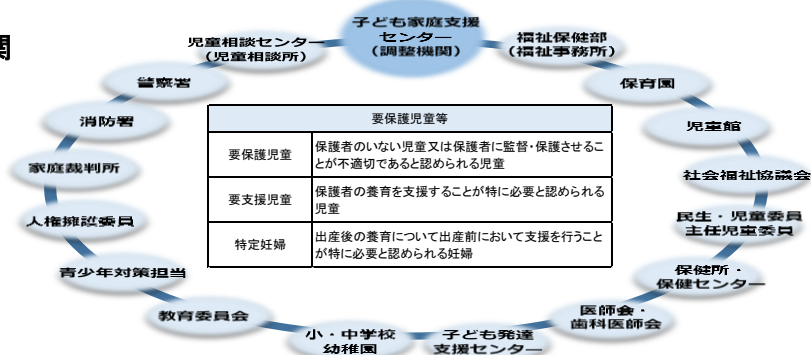 関
子ども家庭支援
センター
（調整機関）
福祉保健部
（福祉事務所）
保育園
児童館
社会福祉協議会
民生・児童委員
主任児童委員
保健所・
保健センター
医師会・
歯科医師会
子ども発達
支援センター
小・中学校
幼稚園
教育委員会
青少年対策担当
人権擁護委員
家庭裁判所
消防署
警察署
児童相談センター
（児童相談所）
要保護児童等
要保護児童
保護者のいない児童又は保護者に監督・保護させるこ
とが不適切であると認められる児童
要支援児童
保護者の養育を支援することが特に必要と認められる
児童
特定妊婦
出産後の養育について出産前において支援を行うこと
が特に必要と認められる妊婦